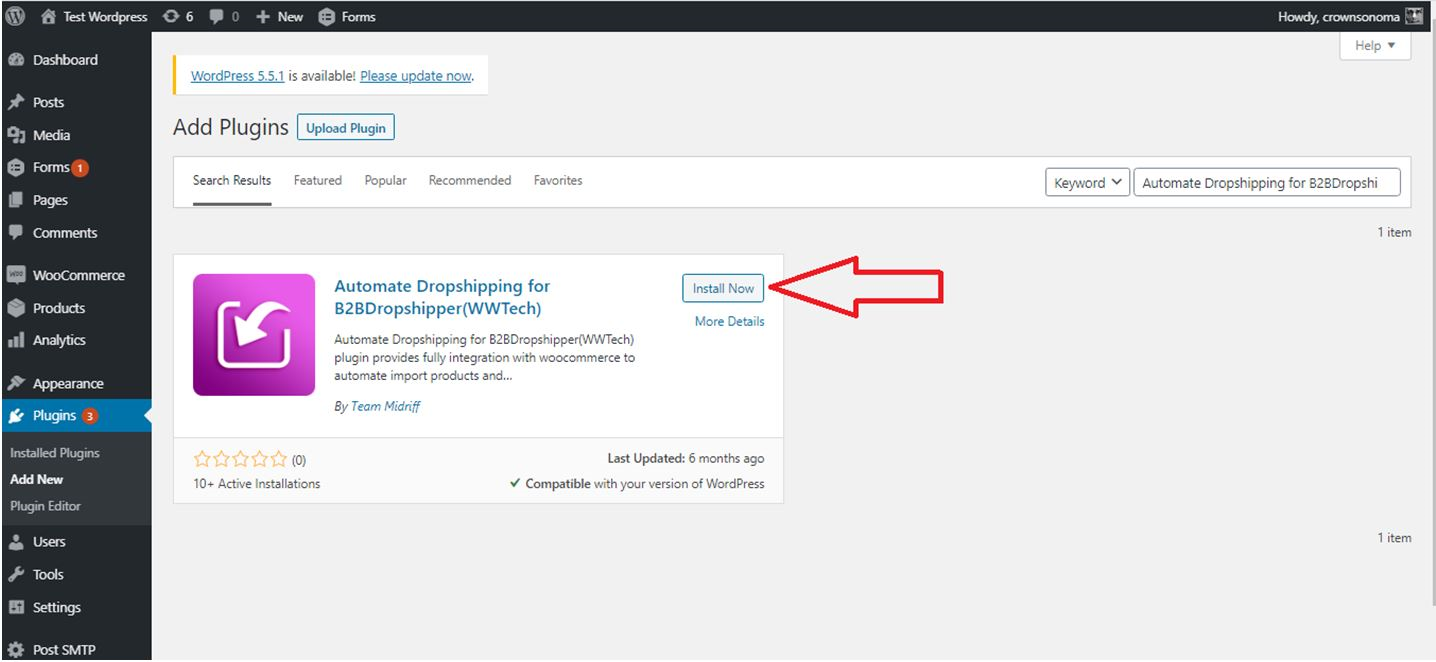 Test Wordpress 6 0 New Forms Howdy, crownsonoma
Help
Dashboard
Posts
Media
Forms 1
Pages
Comments
WooCommerce
Products
Analytics
Appearance
Plugins 3
Installed Plugins
Add New
Plugin Editor
Users
Tools
Settings
Post SMTP
WordPress 5.5.1 is available! Please update now.
Add Plugins Upload Plugin
Search Results Featured Popular Recommended Favorites Keyword Automate Dropshipping for B2BDropshi
1 item
Automate Dropshipping for
B2BDropshipper(WWTech)
Install Now
More Details
Automate Dropshipping for B2BDropshipper(WWTech)
plugin provides fully integration with woocommerce to
automate import products and...
By Team Midriff
(0) Last Updated: 6 months ago
10+ Active Installations Compatible with your version of WordPress
1 item